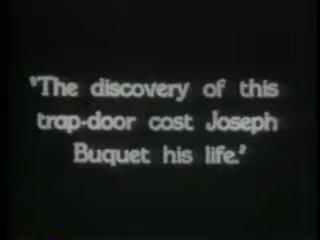 "The discovery of this
trap-door cost Joseph
Buquet his life."